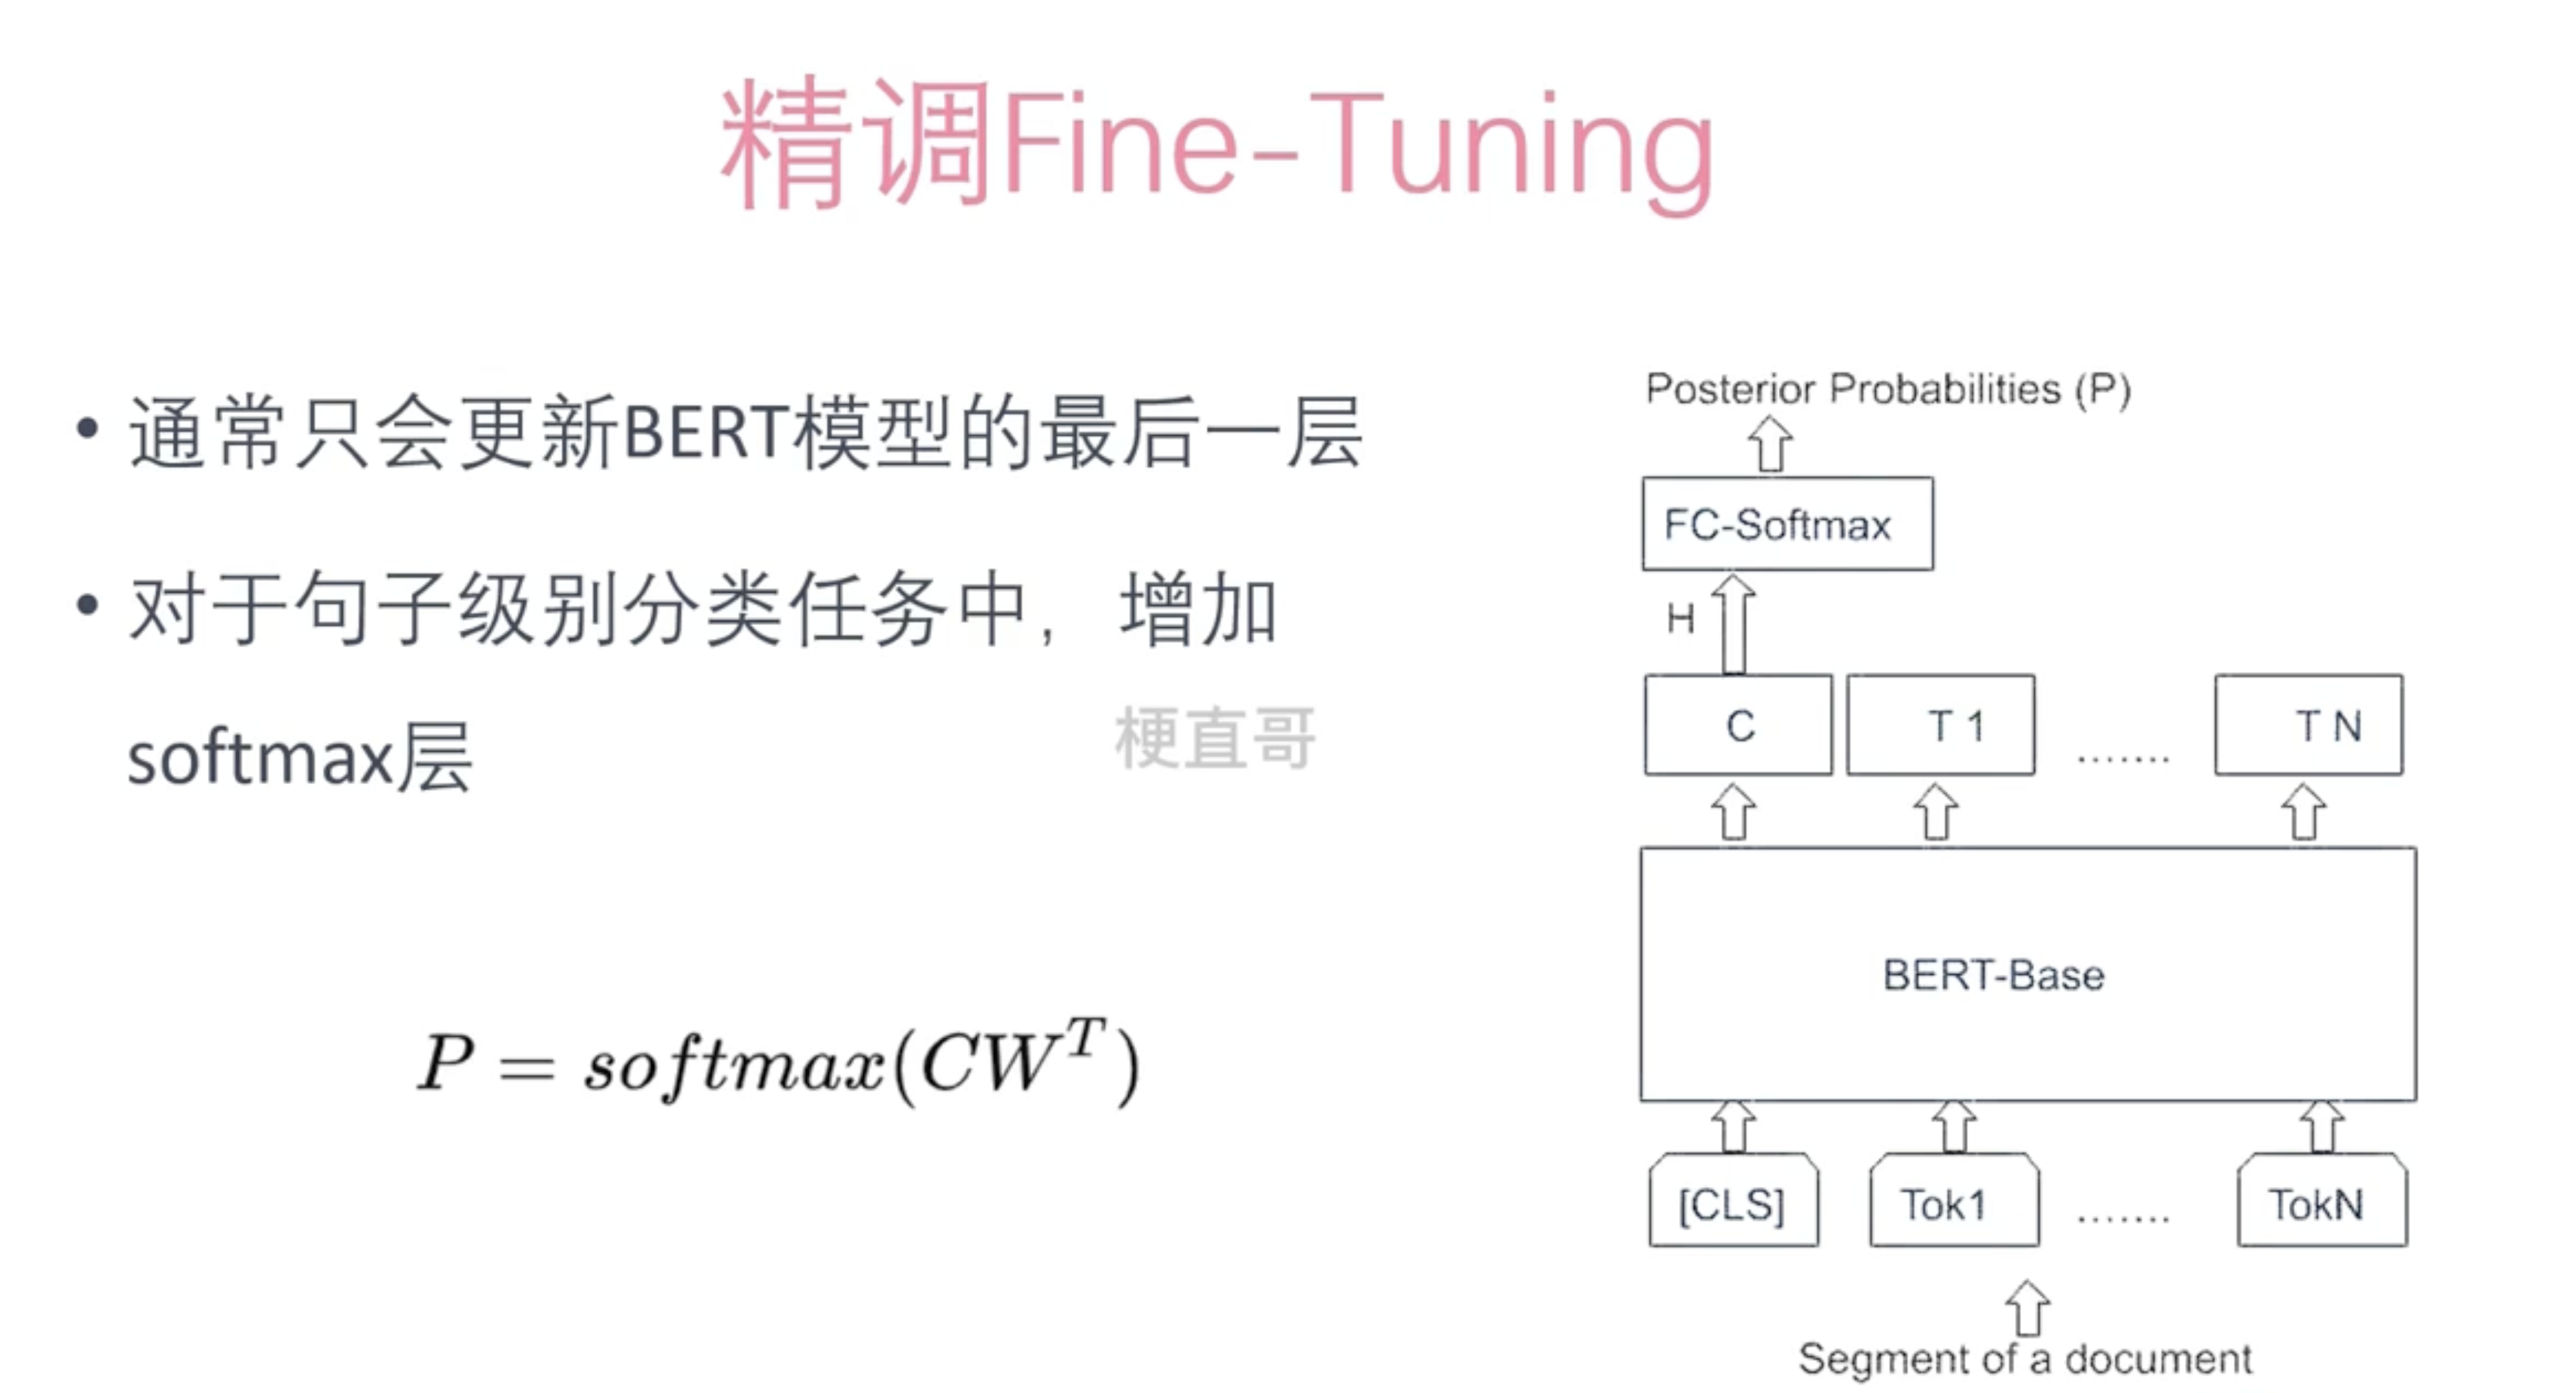 精调Fine-Tuning
• 通常只会更新BERT模型的最后一层
• 对于句子级别分类任务中，增加
softmax层
梗直哥
P = softmax(CW^T)
Posterior Probabilities (P)
FC-Softmax
H
C T 1 ....... T N
BERT-Base
[CLS] Tok1 ....... TokN
Segment of a document